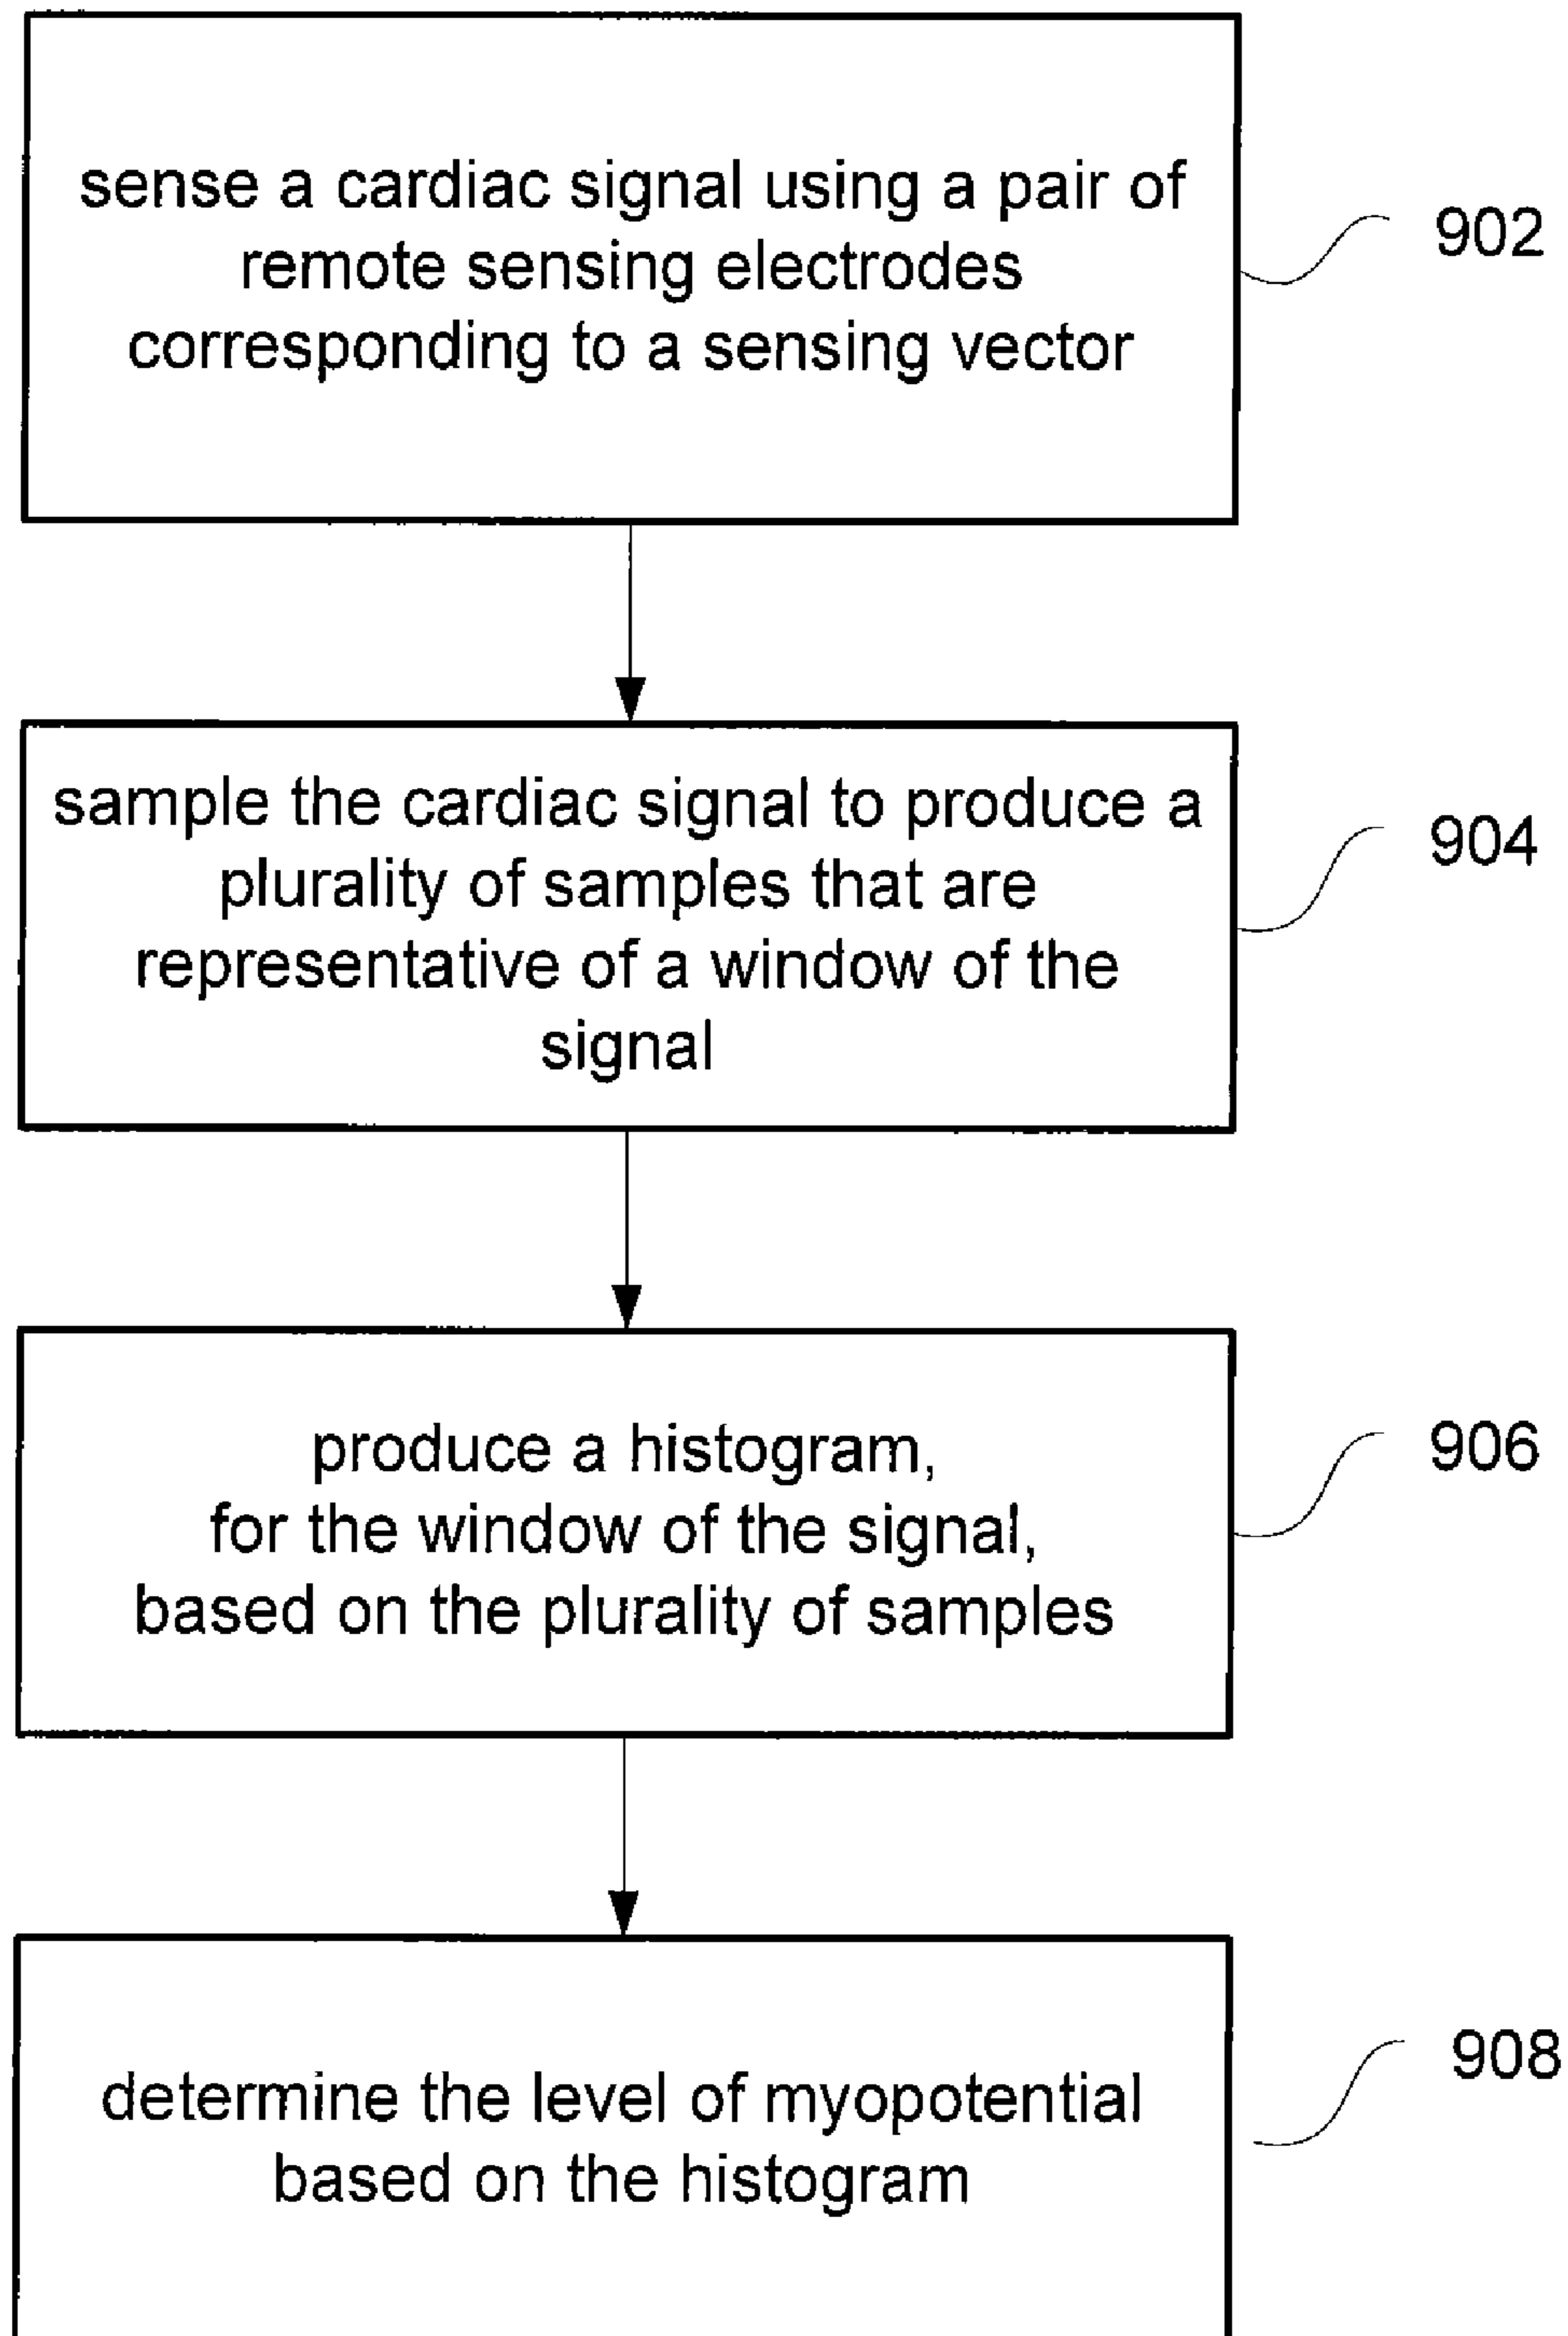 sense a cardiac signal using a pair of
remote sensing electrodes
corresponding to a sensing vector
902
sample the cardiac signal to produce a
plurality of samples that are
representative of a window of the
signal
904
produce a histogram,
for the window of the signal,
based on the plurality of samples
906
determine the level of myopotential
based on the histogram
908